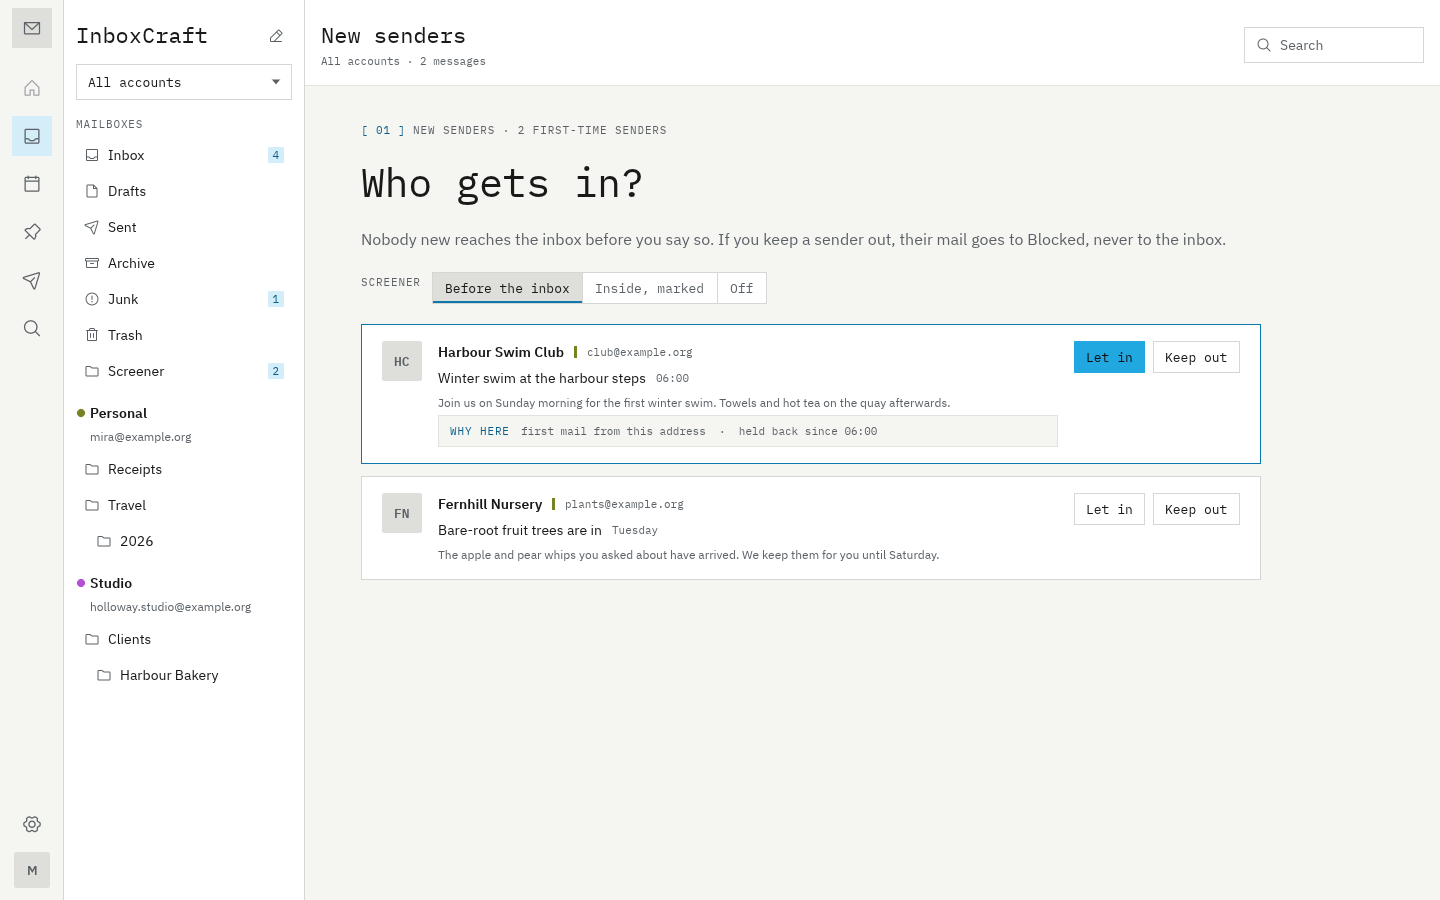 InboxCraft
All accounts
MAILBOXES
Inbox 4
Drafts
Sent
Archive
Junk 1
Trash
Screener 2
Personal
mira@example.org
Receipts
Travel
2026
Studio
holloway.studio@example.org
Clients
Harbour Bakery
M
New senders
All accounts · 2 messages
Search
[ 01 ] NEW SENDERS · 2 FIRST-TIME SENDERS
Who gets in?
Nobody new reaches the inbox before you say so. If you keep a sender out, their mail goes to Blocked, never to the inbox.
SCREENER Before the inbox Inside, marked Off
HC Harbour Swim Club club@example.org Let in Keep out
Winter swim at the harbour steps 06:00
Join us on Sunday morning for the first winter swim. Towels and hot tea on the quay afterwards.
WHY HERE first mail from this address · held back since 06:00
FN Fernhill Nursery plants@example.org Let in Keep out
Bare-root fruit trees are in Tuesday
The apple and pear whips you asked about have arrived. We keep them for you until Saturday.